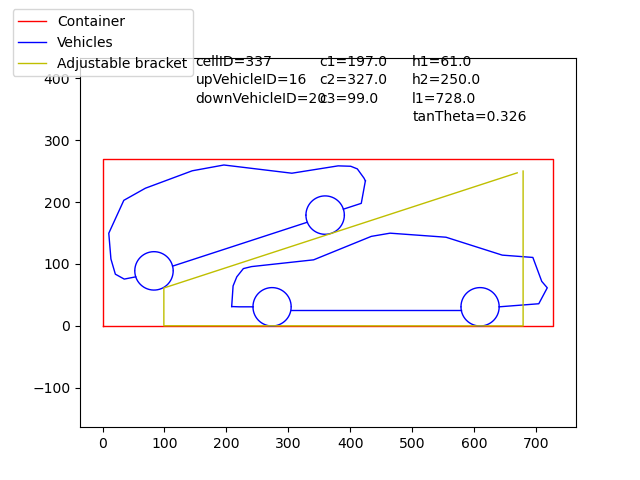 Container
Vehicles
Adjustable bracket
cellID=337 c1=197.0 h1=61.0
upVehicleID=16 c2=327.0 h2=250.0
downVehicleID=20 c3=99.0 l1=728.0
tanTheta=0.326
400
300
200
100
0
−100
0 100 200 300 400 500 600 700